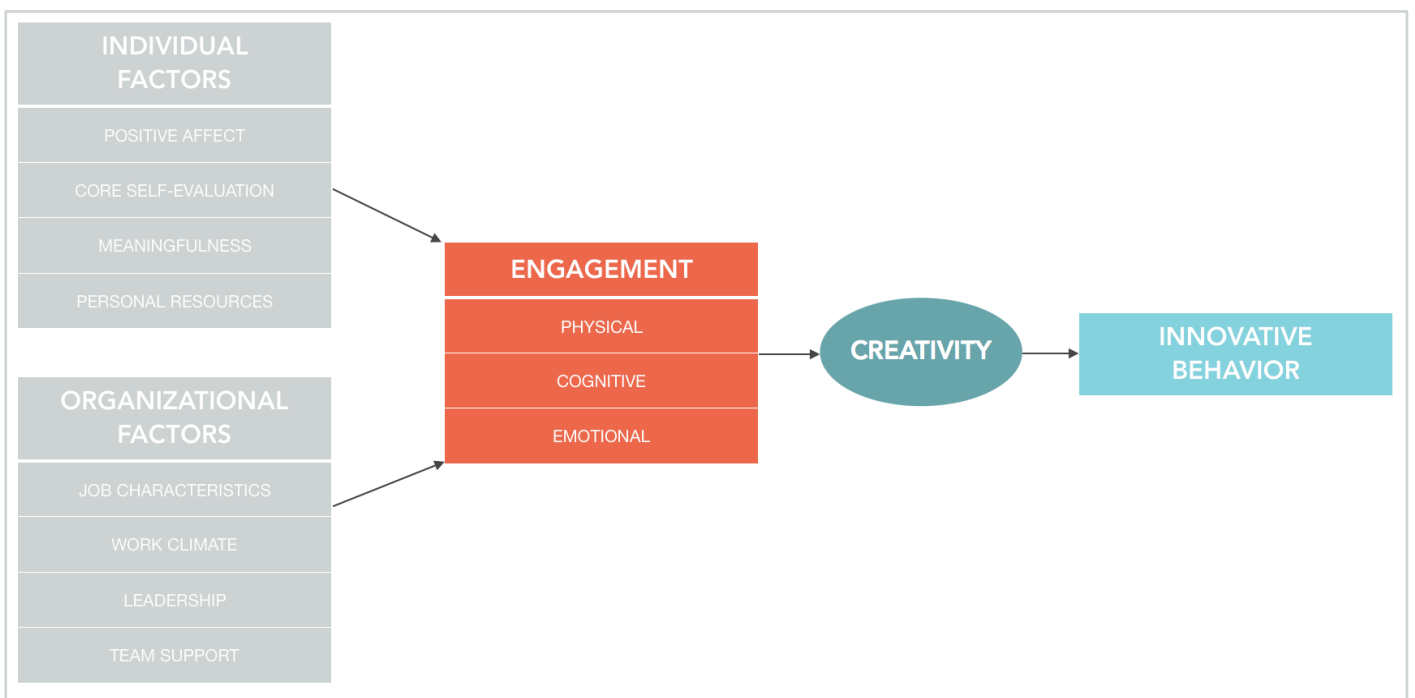 INDIVIDUAL
FACTORS
POSITIVE AFFECT
CORE SELF-EVALUATION
MEANINGFULNESS
PERSONAL RESOURCES
ORGANIZATIONAL
FACTORS
JOB CHARACTERISTICS
WORK CLIMATE
LEADERSHIP
TEAM SUPPORT
ENGAGEMENT
PHYSICAL
COGNITIVE
EMOTIONAL
CREATIVITY
INNOVATIVE
BEHAVIOR